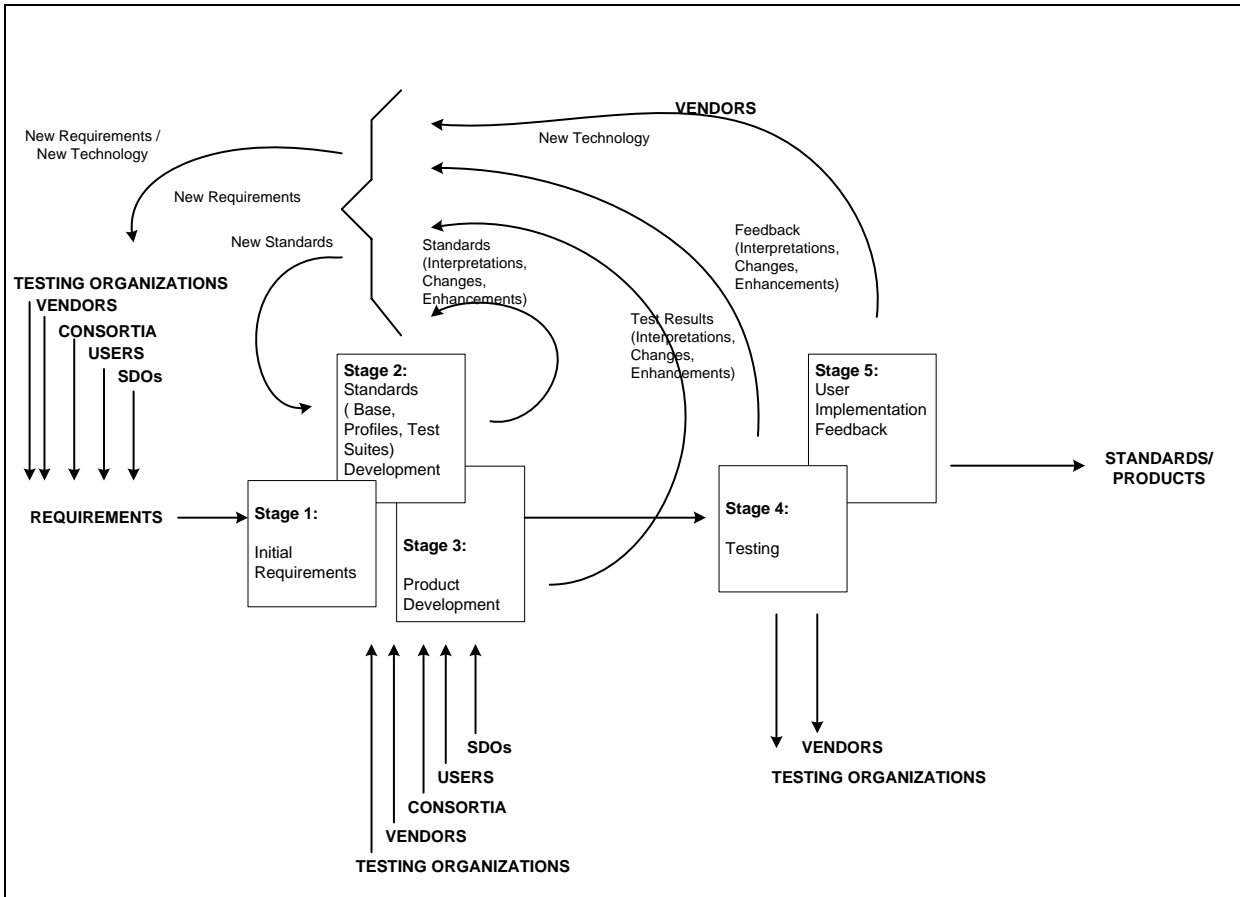 VENDORS
New Technology
New Requirements /
New Technology
New Requirements
New Standards
Standards
(Interpretations,
Changes,
Enhancements)
Feedback
(Interpretations,
Changes,
Enhancements)
Test Results
(Interpretations,
Changes,
Enhancements)
TESTING ORGANIZATIONS
VENDORS
CONSORTIA
USERS
SDOs
REQUIREMENTS
Stage 1:
Initial
Requirements
Stage 2:
Standards
( Base,
Profiles, Test
Suites)
Development
Stage 3:
Product
Development
Stage 4:
Testing
Stage 5:
User
Implementation
Feedback
STANDARDS/
PRODUCTS
SDOs
USERS
CONSORTIA
VENDORS
TESTING ORGANIZATIONS
VENDORS
TESTING ORGANIZATIONS